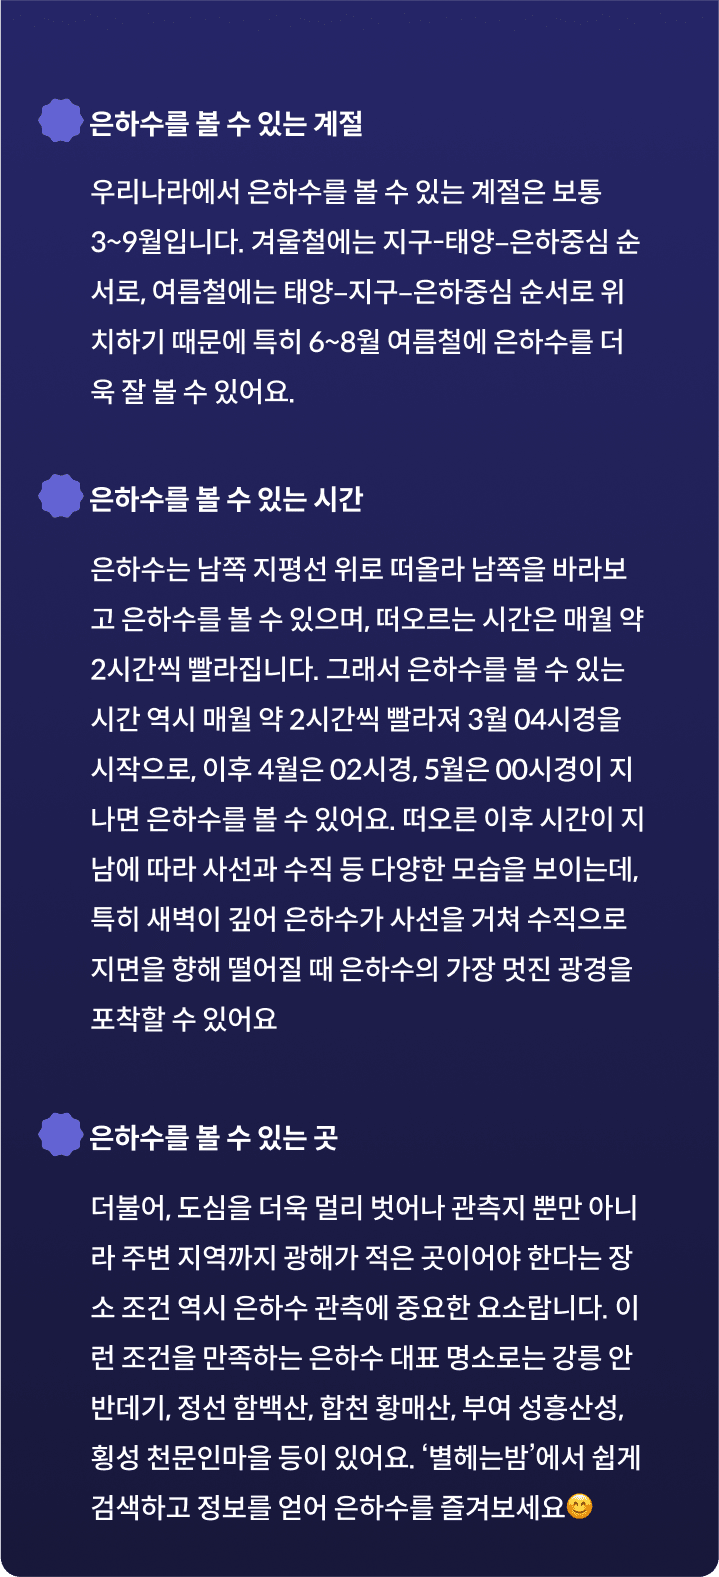 은하수를 볼 수 있는 계절
우리나라에서 은하수를 볼 수 있는 계절은 보통
3~9월입니다. 겨울철에는 지구-태양–은하중심 순
서로, 여름철에는 태양–지구–은하중심 순서로 위
치하기 때문에 특히 6~8월 여름철에 은하수를 더
욱 잘 볼 수 있어요.
은하수를 볼 수 있는 시간
은하수는 남쪽 지평선 위로 떠올라 남쪽을 바라보
고 은하수를 볼 수 있으며, 떠오르는 시간은 매월 약
2시간씩 빨라집니다. 그래서 은하수를 볼 수 있는
시간 역시 매월 약 2시간씩 빨라져 3월 04시경을
시작으로, 이후 4월은 02시경, 5월은 00시경이 지
나면 은하수를 볼 수 있어요. 떠오른 이후 시간이 지
남에 따라 사선과 수직 등 다양한 모습을 보이는데,
특히 새벽이 깊어 은하수가 사선을 거쳐 수직으로
지면을 향해 떨어질 때 은하수의 가장 멋진 광경을
포착할 수 있어요
은하수를 볼 수 있는 곳
더불어, 도심을 더욱 멀리 벗어나 관측지 뿐만 아니
라 주변 지역까지 광해가 적은 곳이어야 한다는 장
소 조건 역시 은하수 관측에 중요한 요소랍니다. 이
런 조건을 만족하는 은하수 대표 명소로는 강릉 안
반데기, 정선 함백산, 합천 황매산, 부여 성흥산성,
횡성 천문인마을 등이 있어요. ‘별헤는밤’에서 쉽게
검색하고 정보를 얻어 은하수를 즐겨보세요😊